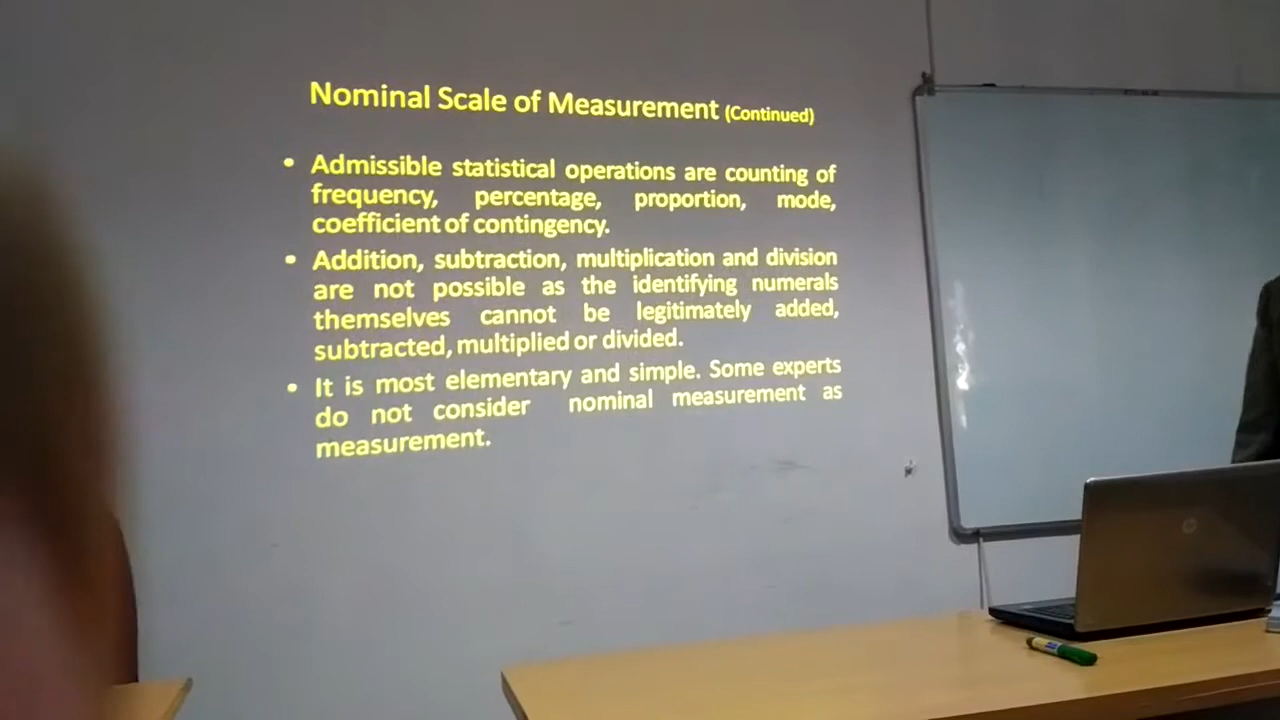 Nominal Scale of Measurement (Continued)
• Admissible statistical operations are counting of
frequency, percentage, proportion, mode,
coefficient of contingency.
• Addition, subtraction, multiplication and division
are not possible as the identifying numerals
themselves cannot be legitimately added,
subtracted, multiplied or divided.
• It is most elementary and simple. Some experts
do not consider nominal measurement as
measurement.
hp